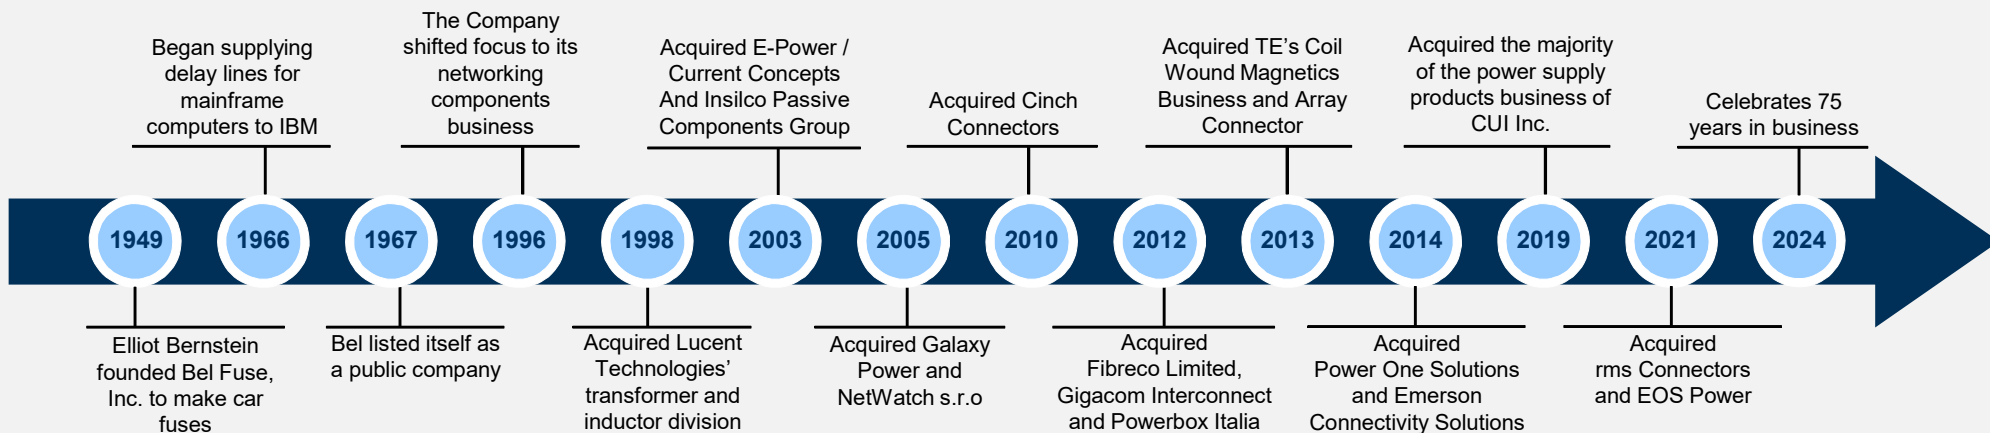 Began supplying
delay lines for
mainframe
computers to IBM
The Company
shifted focus to its
networking
components
business
Acquired E-Power /
Current Concepts
And Insilco Passive
Components Group
Acquired Cinch
Connectors
Acquired TE’s Coil
Wound Magnetics
Business and Array
Connector
Acquired the majority
of the power supply
products business of
CUI Inc.
Celebrates 75
years in business
1949 1966 1967 1996 1998 2003 2005 2010 2012 2013 2014 2019 2021 2024
Elliot Bernstein
founded Bel Fuse,
Inc. to make car
fuses
Bel listed itself as
a public company
Acquired Lucent
Technologies’
transformer and
inductor division
Acquired Galaxy
Power and
NetWatch s.r.o
Acquired
Fibreco Limited,
Gigacom Interconnect
and Powerbox Italia
Acquired
Power One Solutions
and Emerson
Connectivity Solutions
Acquired
rms Connectors
and EOS Power